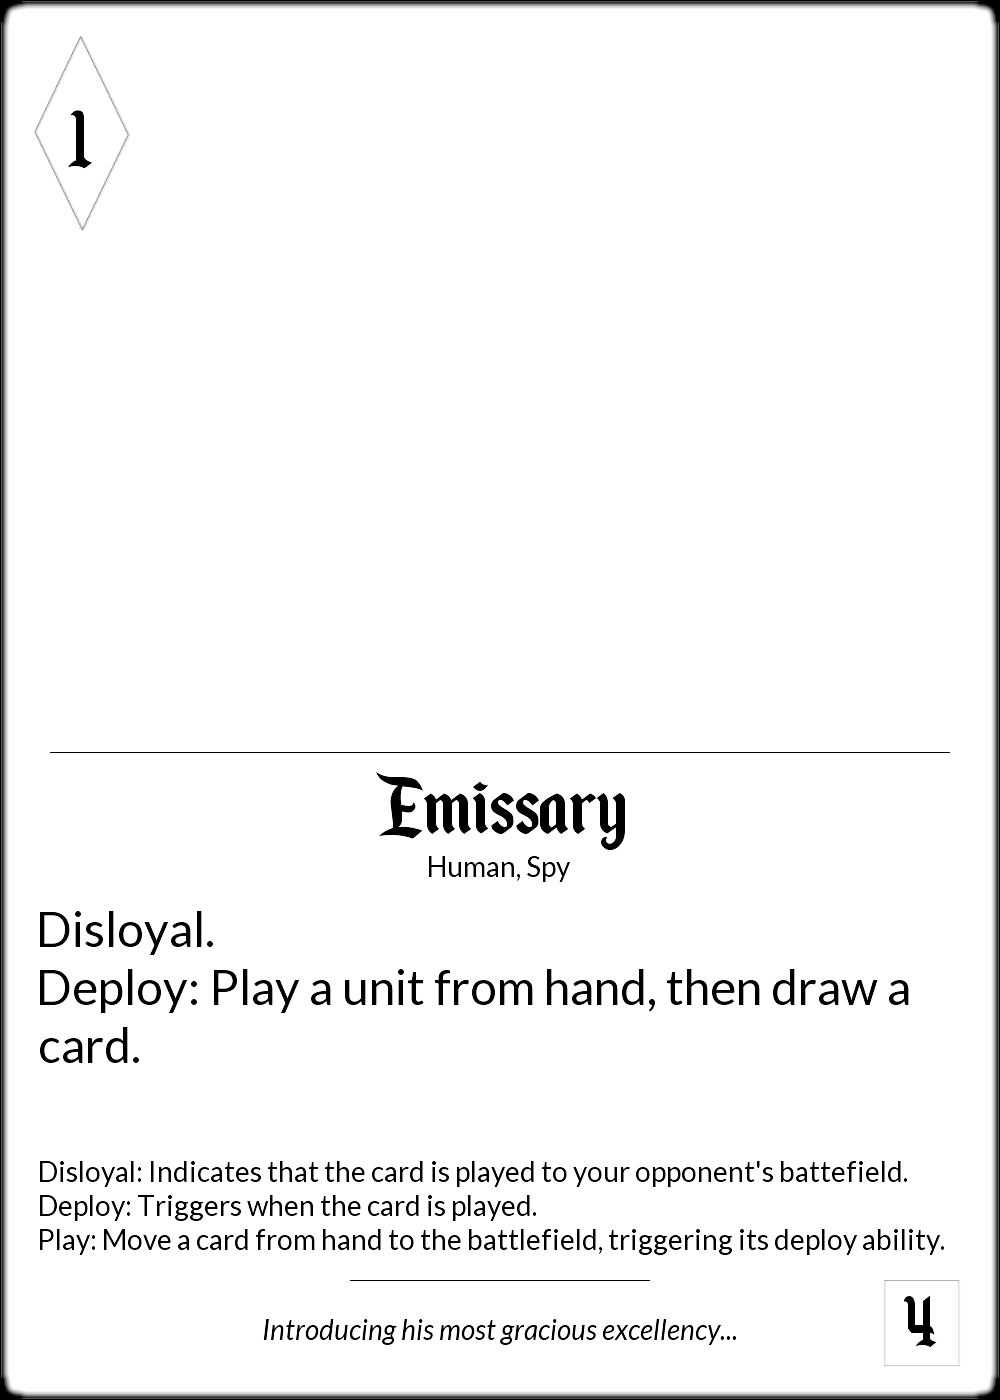 1
Emissary
Human, Spy
Disloyal.
Deploy: Play a unit from hand, then draw a
card.
Disloyal: Indicates that the card is played to your opponent's battefield.
Deploy: Triggers when the card is played.
Play: Move a card from hand to the battlefield, triggering its deploy ability.
Introducing his most gracious excellency...
4